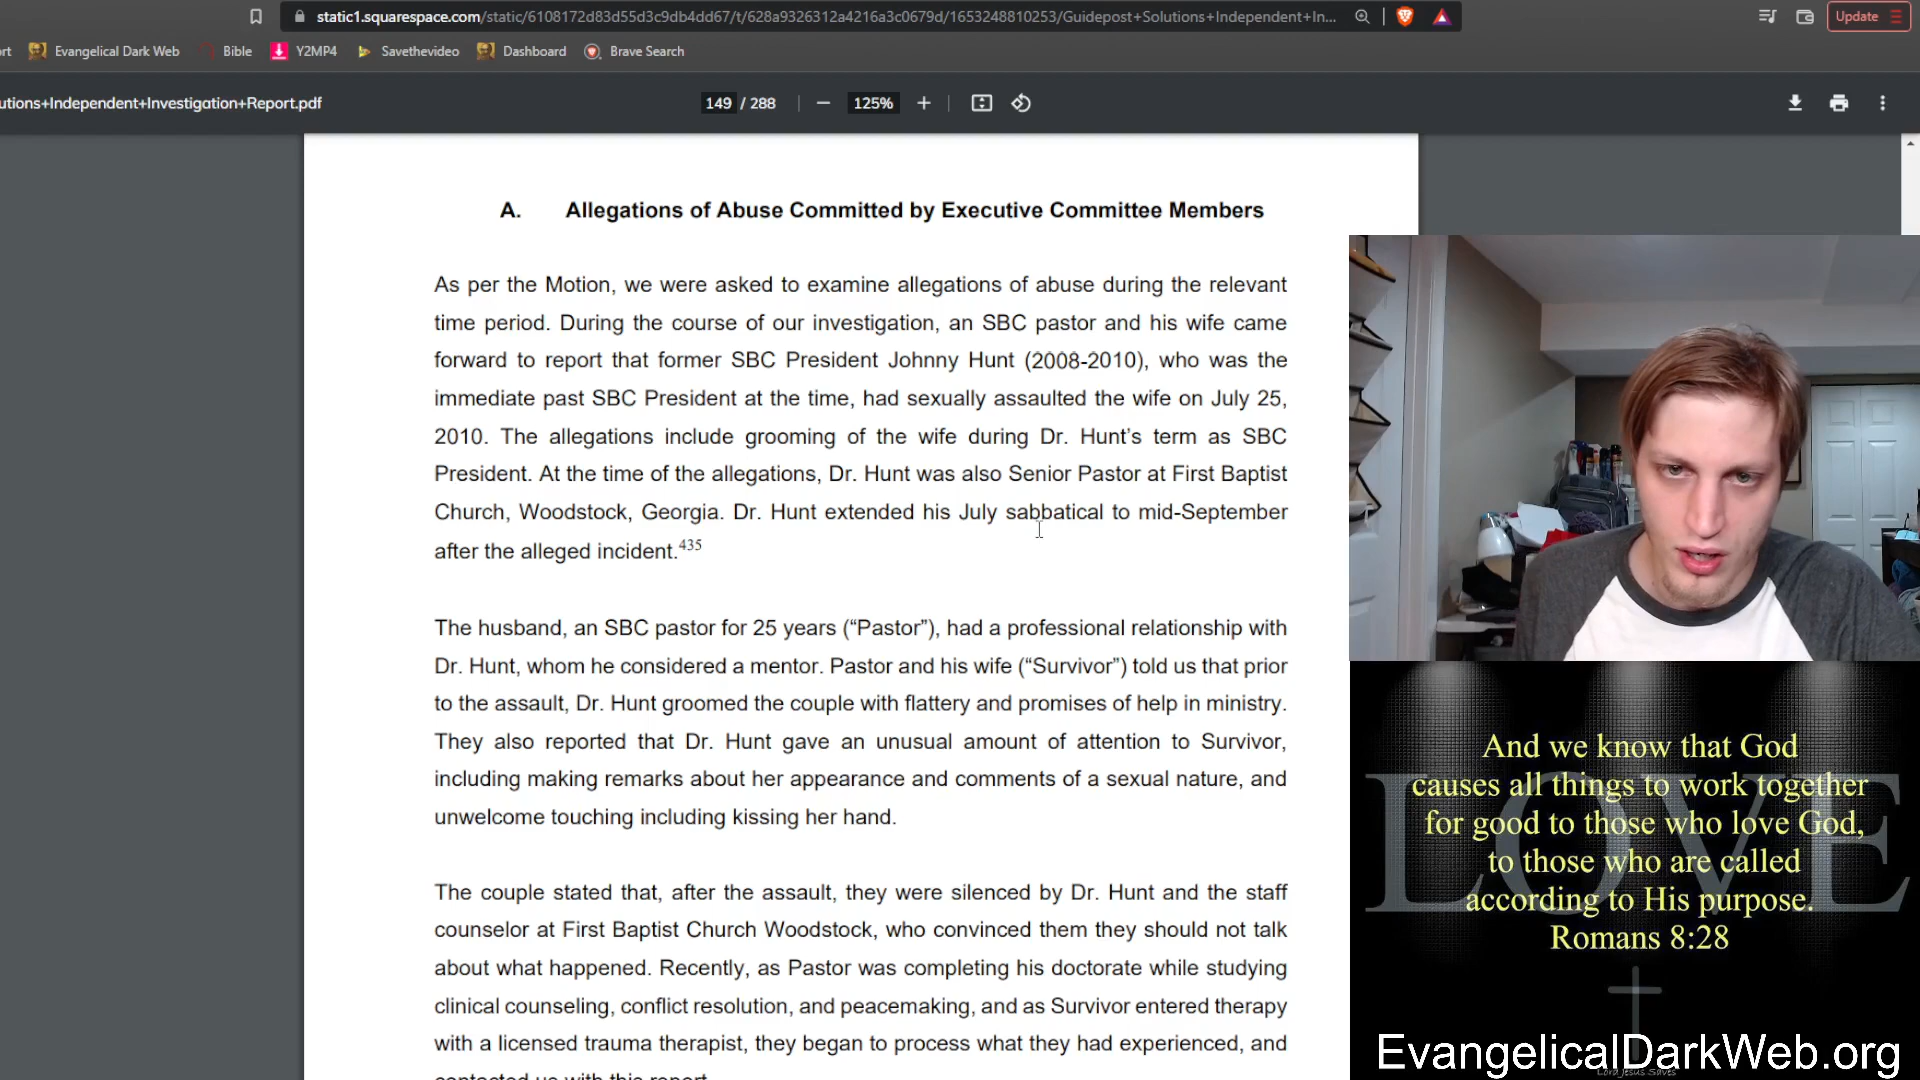 static1.squarespace.com/static/6108172d83d55d3c9db4dd67/t/628a9326312a4216a3c0679d/1653248810253/Guidepost+Solutions+Independent+In...
Update
rt
Evangelical Dark Web
Bible
Y2MP4
Savethevideo
Dashboard
Brave Search
utions+Independent+Investigation+Report.pdf
149 / 288
125%
A. Allegations of Abuse Committed by Executive Committee Members
As per the Motion, we were asked to examine allegations of abuse during the relevant
time period. During the course of our investigation, an SBC pastor and his wife came
forward to report that former SBC President Johnny Hunt (2008-2010), who was the
immediate past SBC President at the time, had sexually assaulted the wife on July 25,
2010. The allegations include grooming of the wife during Dr. Hunt’s term as SBC
President. At the time of the allegations, Dr. Hunt was also Senior Pastor at First Baptist
Church, Woodstock, Georgia. Dr. Hunt extended his July sabbatical to mid-September
after the alleged incident.435
The husband, an SBC pastor for 25 years (“Pastor”), had a professional relationship with
Dr. Hunt, whom he considered a mentor. Pastor and his wife (“Survivor”) told us that prior
to the assault, Dr. Hunt groomed the couple with flattery and promises of help in ministry.
They also reported that Dr. Hunt gave an unusual amount of attention to Survivor,
including making remarks about her appearance and comments of a sexual nature, and
unwelcome touching including kissing her hand.
The couple stated that, after the assault, they were silenced by Dr. Hunt and the staff
counselor at First Baptist Church Woodstock, who convinced them they should not talk
about what happened. Recently, as Pastor was completing his doctorate while studying
clinical counseling, conflict resolution, and peacemaking, and as Survivor entered therapy
with a licensed trauma therapist, they began to process what they had experienced, and
contacted us with this report.
LOVE
And we know that God
causes all things to work together
for good to those who love God,
to those who are called
according to His purpose.
Romans 8:28
EvangelicalDarkWeb.org
Lord Jesus Saves